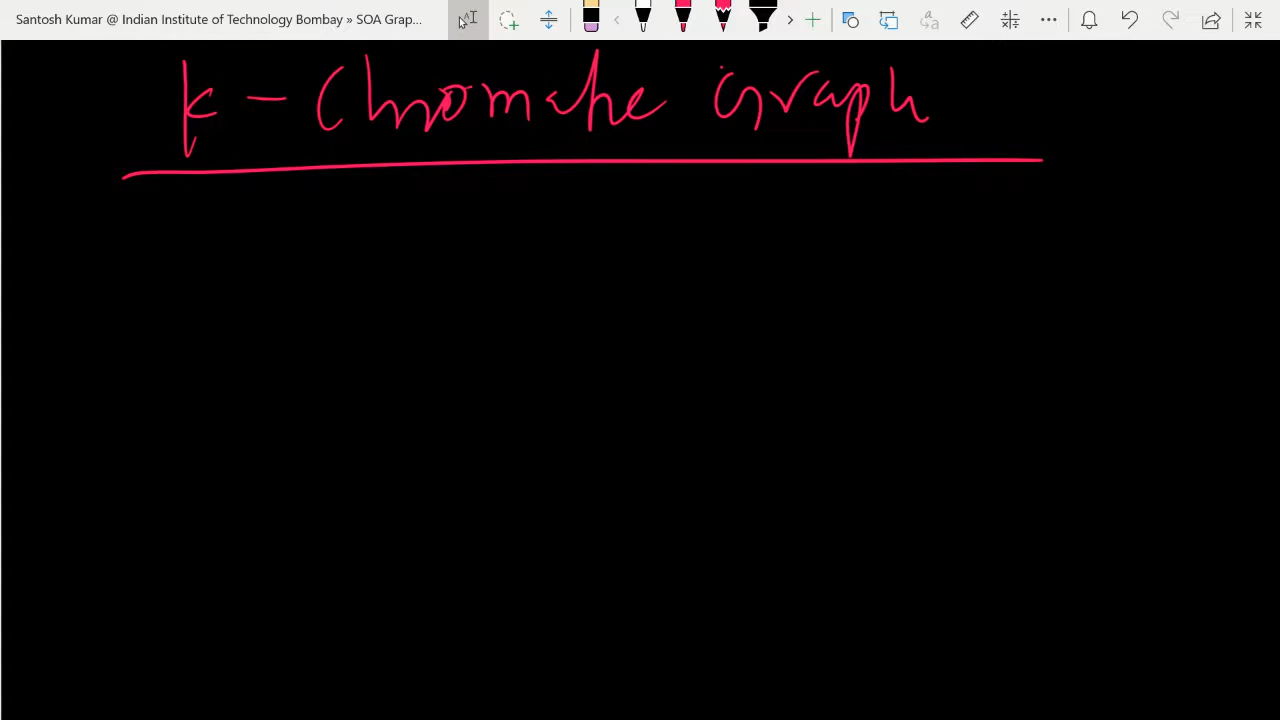 Santosh Kumar @ Indian Institute of Technology Bombay » SOA Grap...
k - Chromatic Graph